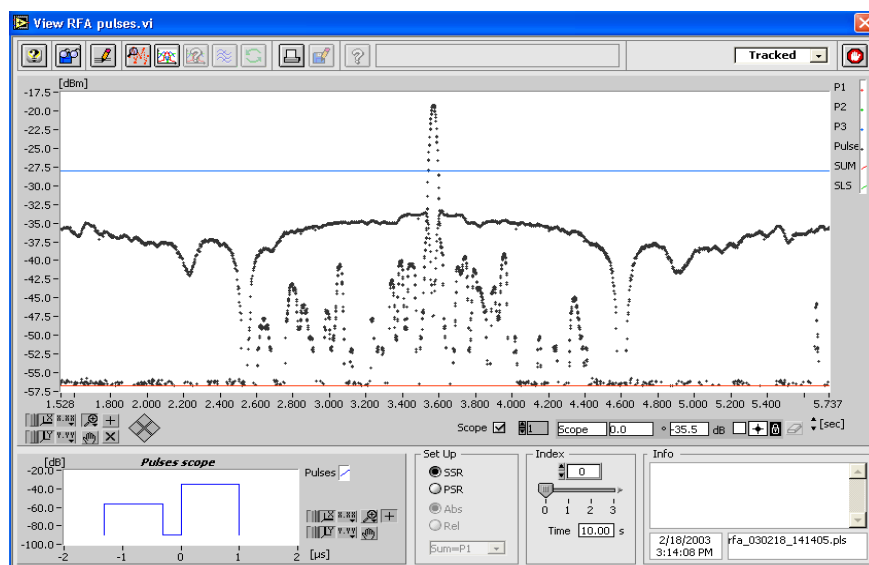 View RFA pulses.vi
Tracked
[dBm]
-17.5
-20.0
-22.5
-25.0
-27.5
-30.0
-32.5
-35.0
-37.5
-40.0
-42.5
-45.0
-47.5
-50.0
-52.5
-55.0
-57.5
P1
P2
P3
Pulse
SUM
SLS
1.528 1.800 2.000 2.200 2.400 2.600 2.800 3.000 3.200 3.400 3.600 3.800 4.000 4.200 4.400 4.600 4.800 5.000 5.200 5.400 5.737
[sec]
X X.XX
Y Y.YY
Scope 1 Scope 0.0 ° -35.5 dB
[dB] Pulses scope
-20.0
-40.0
-60.0
-80.0
-100.0
-2 -1 0 1 2 [µs]
Pulses
X X.XX
Y Y.YY
Set Up
SSR
PSR
Abs
Rel
Sum=P1
Index
0
0 1 2 3
Time 10.00 s
Info
2/18/2003
3:14:08 PM
rfa_030218_141405.pls